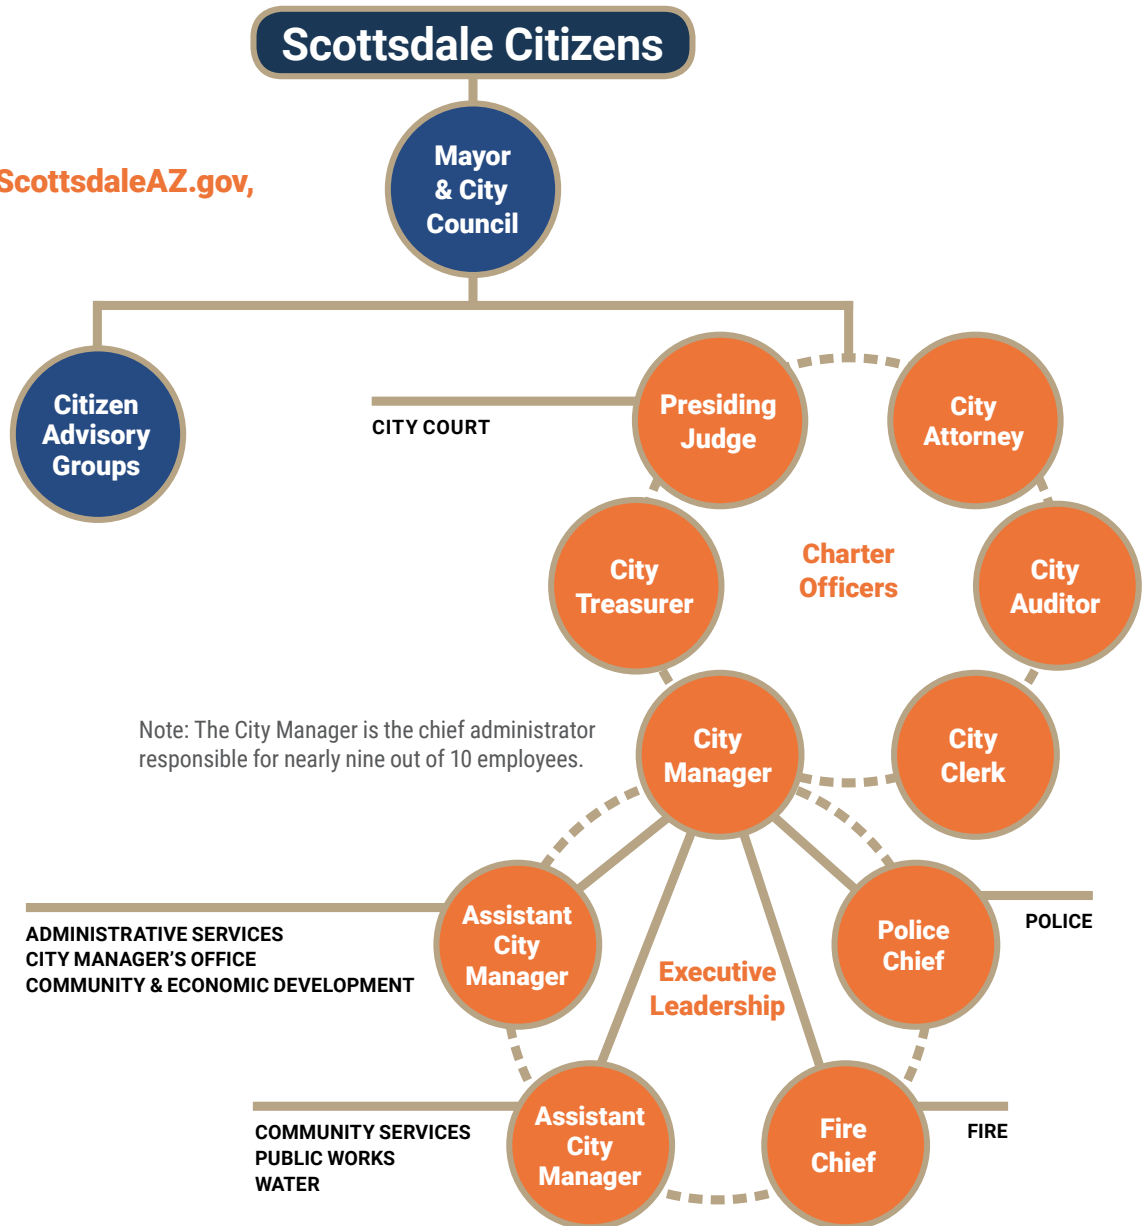 Scottsdale Citizens
Mayor
& City
Council
ScottsdaleAZ.gov,
Citizen
Advisory
Groups
CITY COURT
Presiding
Judge
City
Attorney
City
Treasurer
Charter
Officers
City
Auditor
Note: The City Manager is the chief administrator
responsible for nearly nine out of 10 employees.
City
Manager
City
Clerk
ADMINISTRATIVE SERVICES
CITY MANAGER’S OFFICE
COMMUNITY & ECONOMIC DEVELOPMENT
Assistant
City
Manager
Executive
Leadership
Police
Chief
POLICE
COMMUNITY SERVICES
PUBLIC WORKS
WATER
Assistant
City
Manager
Fire
Chief
FIRE